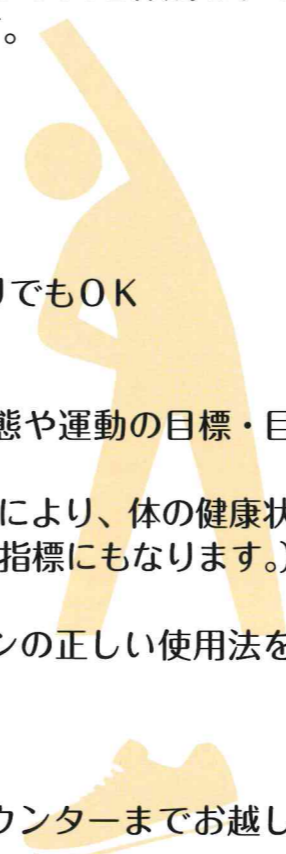 。
りでもOK
態や運動の目標・目
により、体の健康状
指標にもなります。)
ンの正しい使用法を
ウンターまでお越し